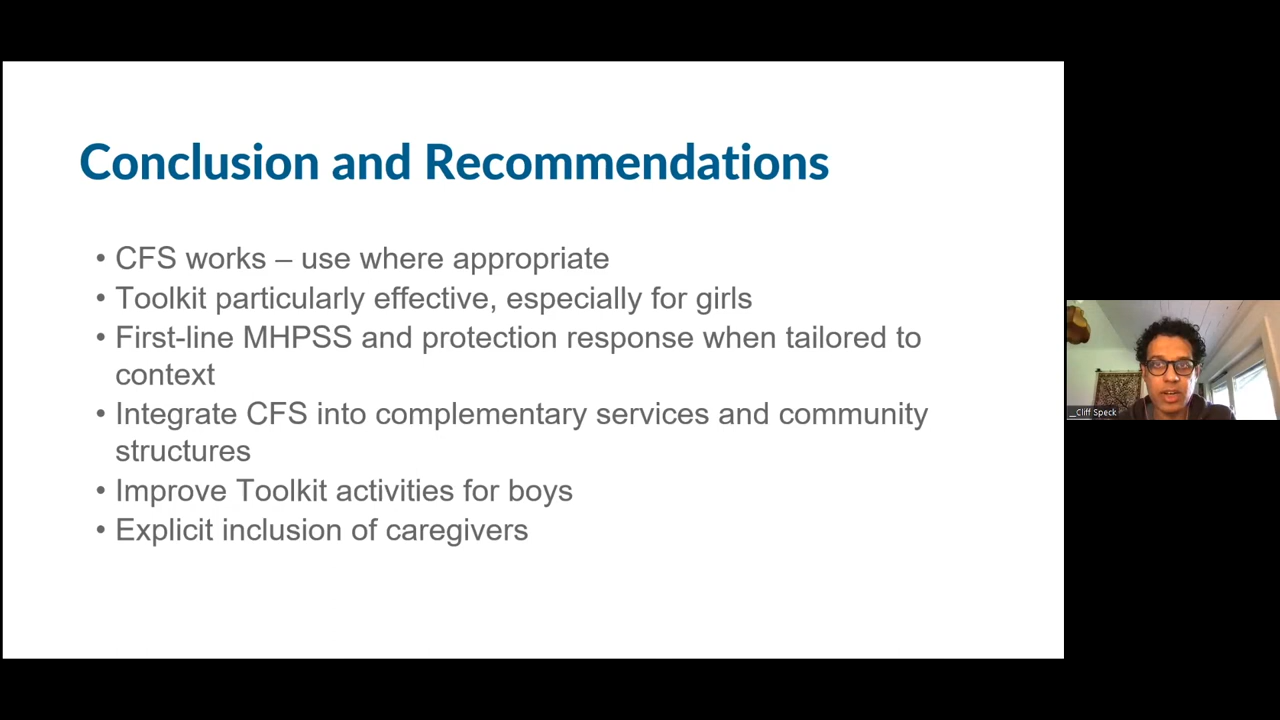 Conclusion and Recommendations
• CFS works – use where appropriate
• Toolkit particularly effective, especially for girls
• First-line MHPSS and protection response when tailored to
context
• Integrate CFS into complementary services and community
structures
• Improve Toolkit activities for boys
• Explicit inclusion of caregivers
__Cliff Speck